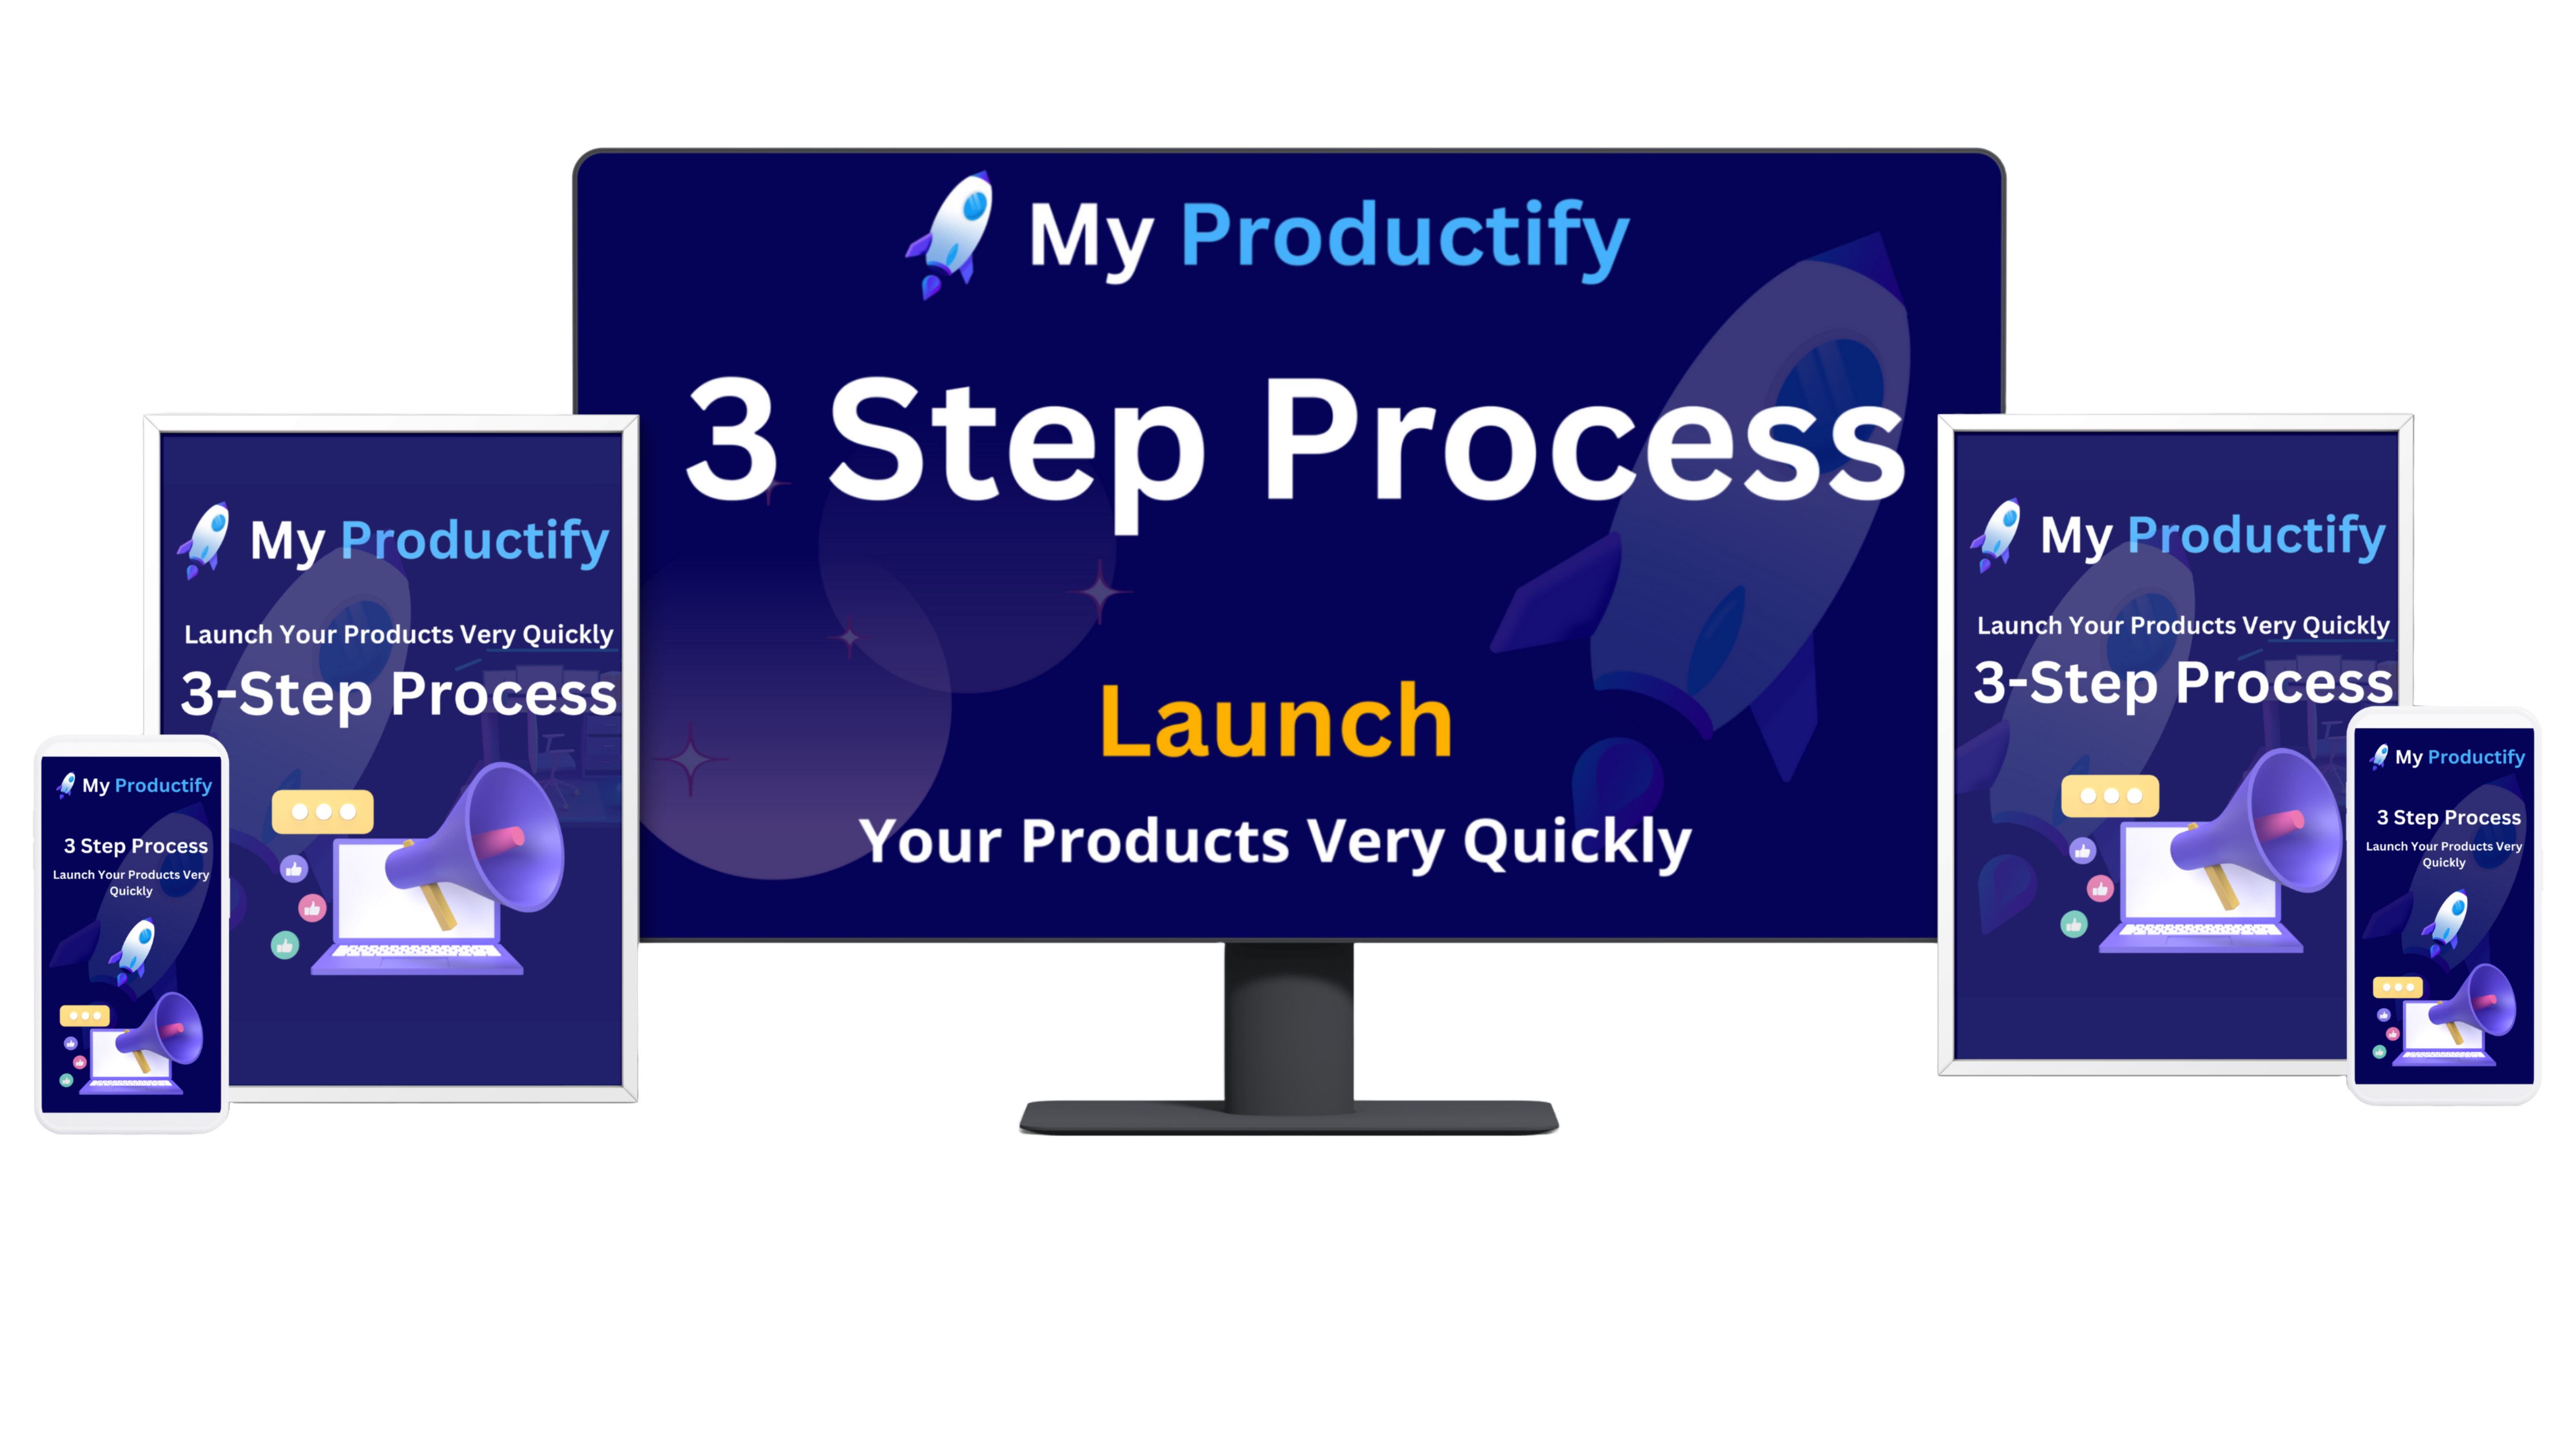 My Productify
3 Step Process
Launch
Your Products Very Quickly
My Productify
Launch Your Products Very Quickly
3-Step Process
My Productify
3 Step Process
Launch Your Products Very
Quickly
My Productify
Launch Your Products Very Quickly
3-Step Process
My Productify
3 Step Process
Launch Your Products Very
Quickly